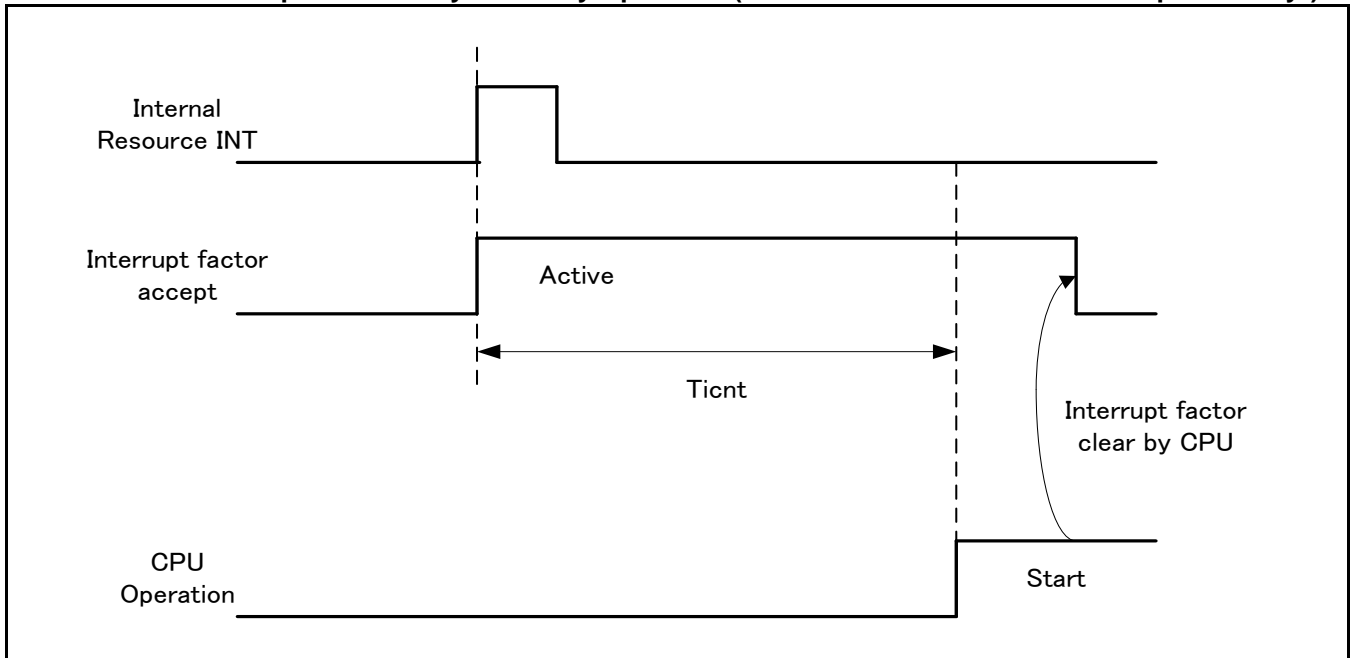 Internal
Resource INT
Interrupt factor
accept
Active
Ticnt
Interrupt factor
clear by CPU
CPU
Operation
Start